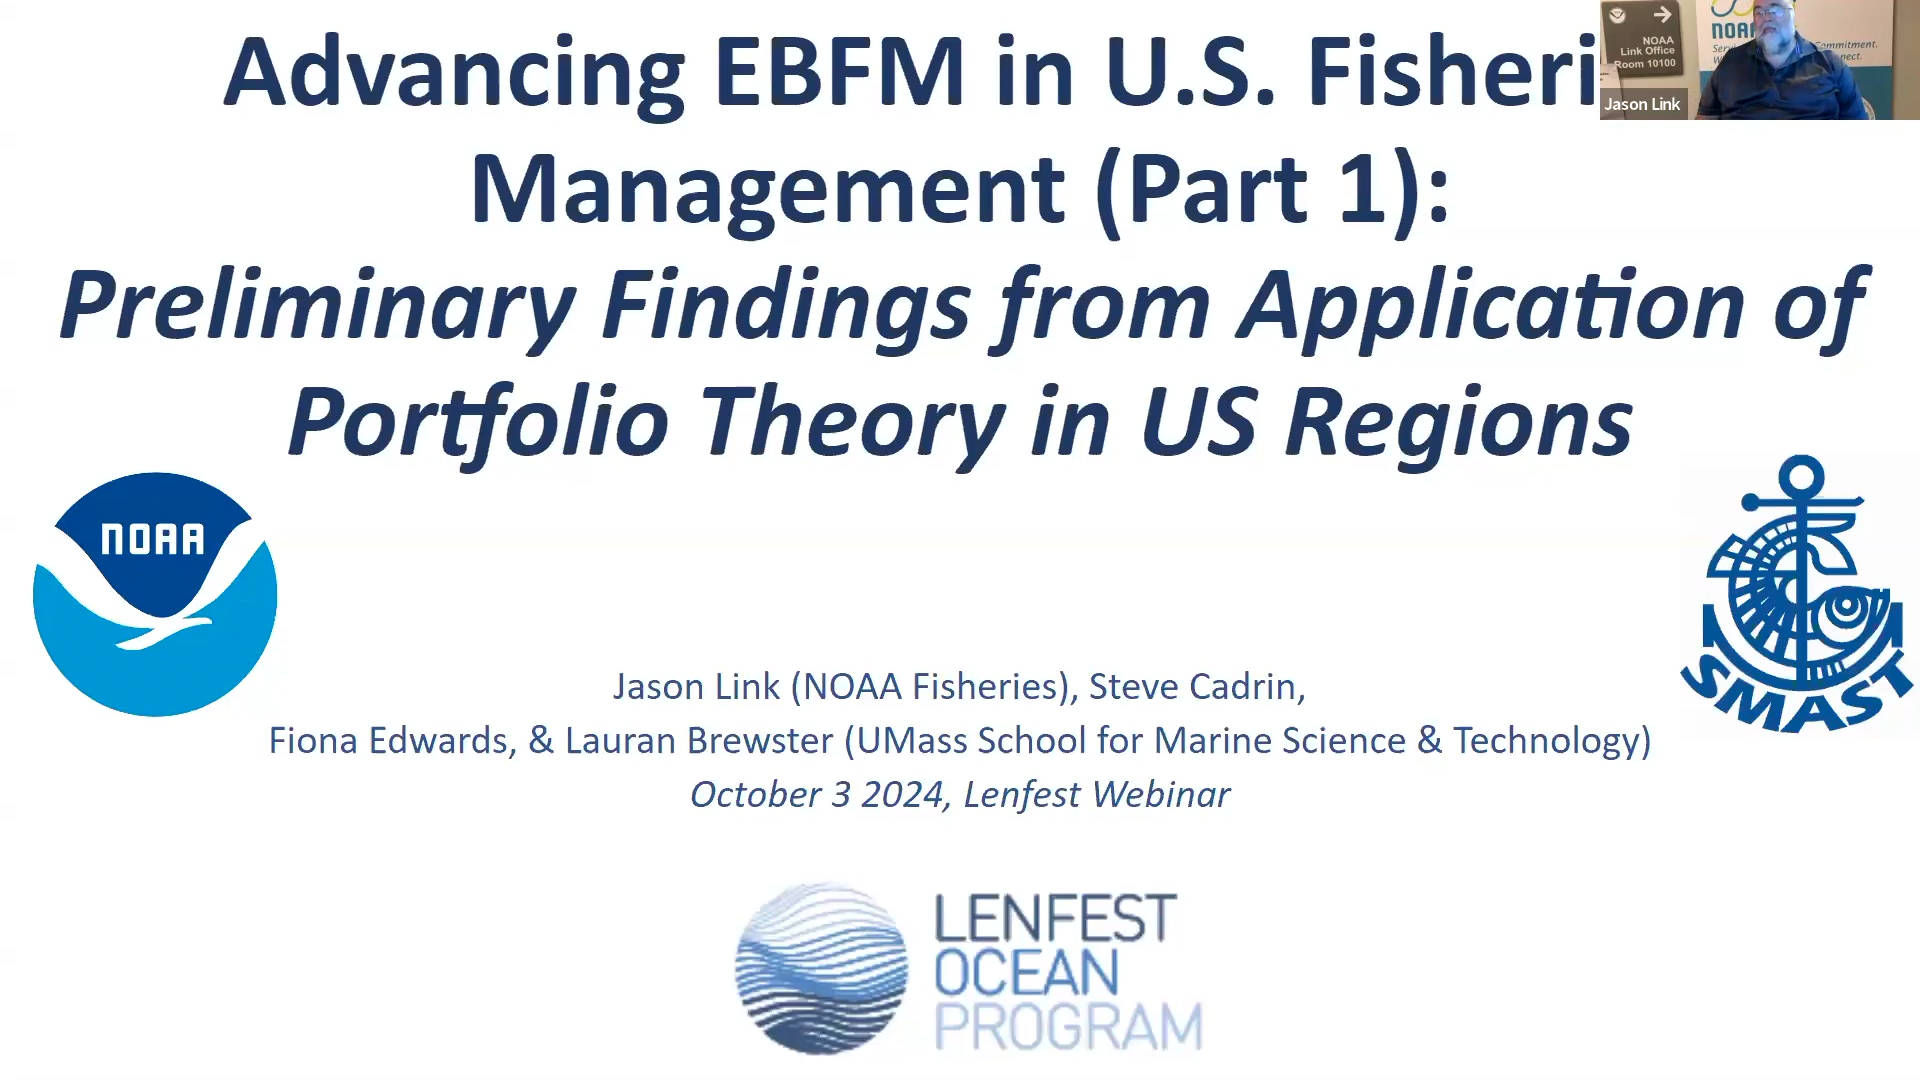 Advancing EBFM in U.S. Fisheri
Management (Part 1):
Preliminary Findings from Application of
Portfolio Theory in US Regions
NOAA
Link Office
Room 10100
NOAA
Commitment.
Jason Link
NOAA
SMAST
Jason Link (NOAA Fisheries), Steve Cadrin,
Fiona Edwards, & Lauran Brewster (UMass School for Marine Science & Technology)
October 3 2024, Lenfest Webinar
LENFEST
OCEAN
PROGRAM